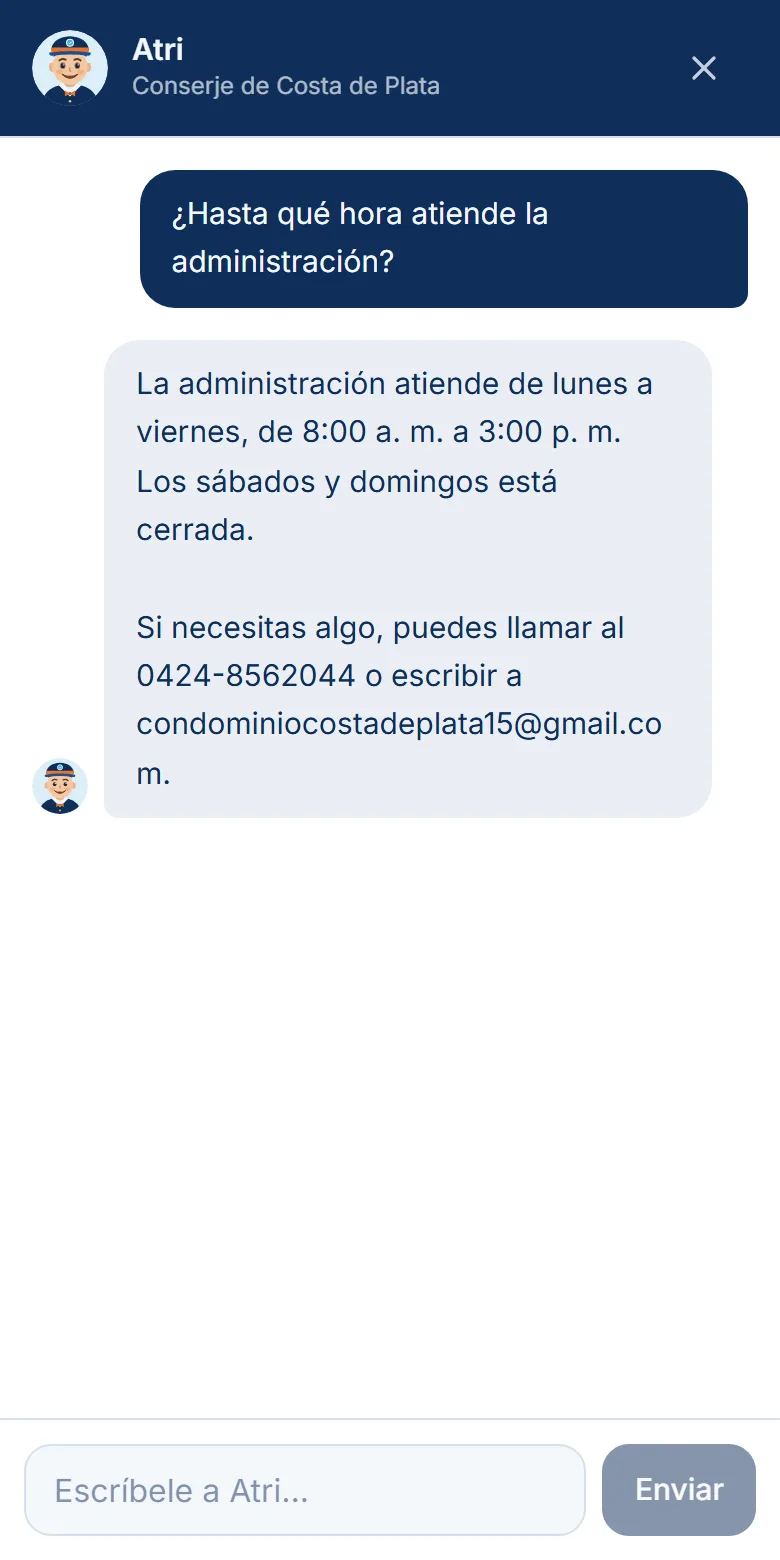 Atri
Conserje de Costa de Plata
¿Hasta qué hora atiende la
administración?
La administración atiende de lunes a
viernes, de 8:00 a. m. a 3:00 p. m.
Los sábados y domingos está
cerrada.
Si necesitas algo, puedes llamar al
0424-8562044 o escribir a
condominiocostadeplata15@gmail.co
m.
Escríbele a Atri...
Enviar